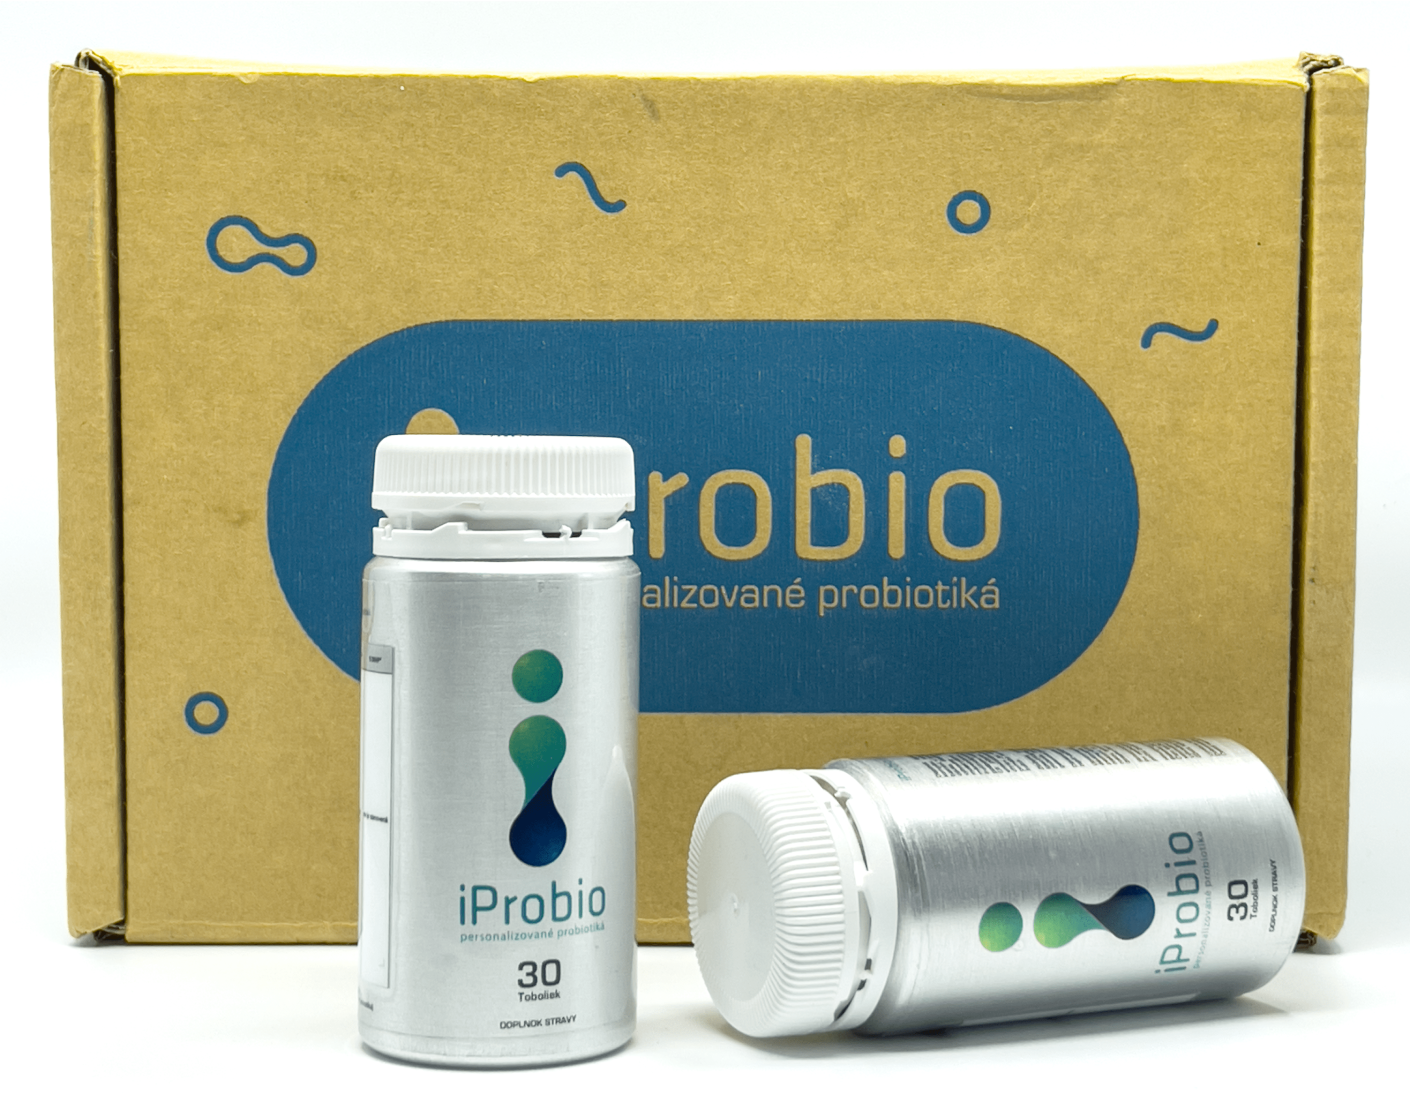 robio
alizované probiotiká
iProbio
personalizované probiotiká
30
Toboliek
DOPLNOK STRAVY
iProbio
personalizované probiotiká
30
Toboliek
DOPLNOK STRAVY